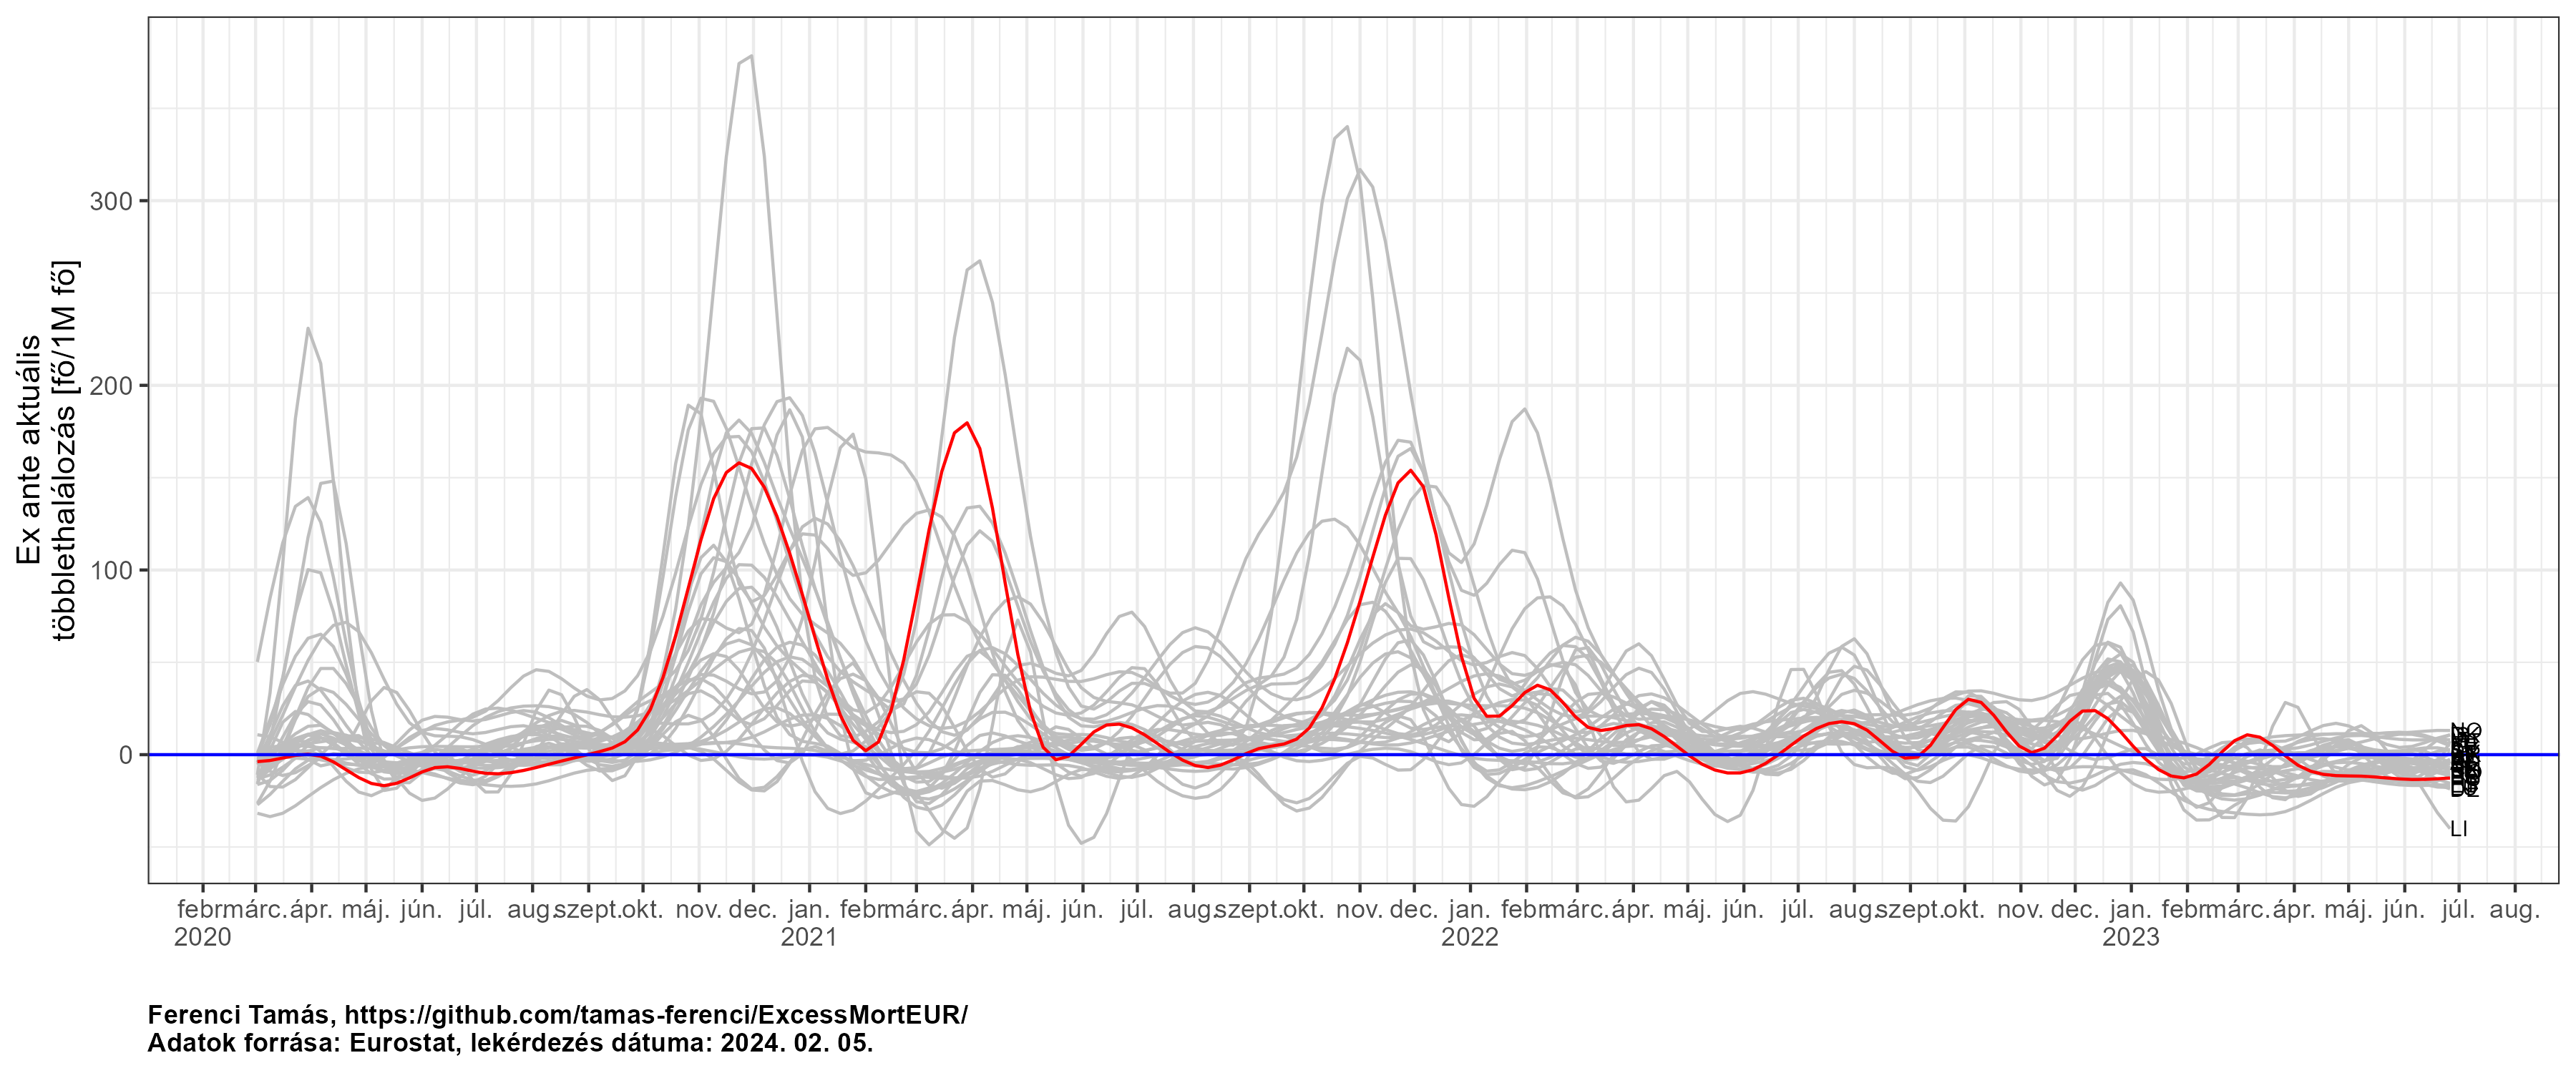 Ex ante aktuális
többlethalálozás [fő/1M fő]
300
200
100
0
NO
LI
febr. márc. ápr. máj. jún. júl. aug. szept. okt. nov. dec. jan. febr. márc. ápr. máj. jún. júl. aug. szept. okt. nov. dec. jan. febr. márc. ápr. máj. jún. júl. aug. szept. okt. nov. dec. jan. febr. márc. ápr. máj. jún. júl. aug.
2020 2021 2022 2023
Ferenci Tamás, https://github.com/tamas-ferenci/ExcessMortEUR/
Adatok forrása: Eurostat, lekérdezés dátuma: 2024. 02. 05.